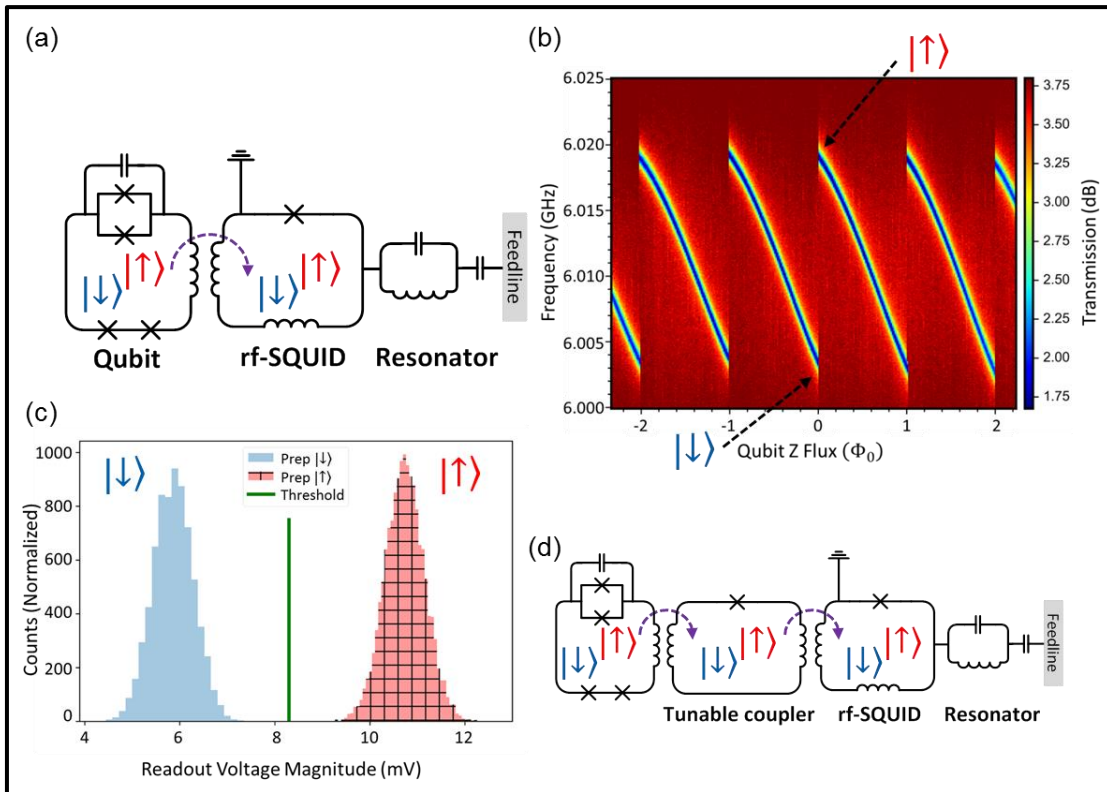 (a)
|↓⟩ |↑⟩
|↓⟩ |↑⟩
Qubit
rf-SQUID
Resonator
Feedline
(b)
|↑⟩
6.025
6.020
6.015
6.010
6.005
6.000
Frequency (GHz)
-2
-1
0
1
2
Qubit Z Flux (Φ₀)
|↓⟩
3.75
3.50
3.25
3.00
2.75
2.50
2.25
2.00
1.75
Transmission (dB)
(c)
|↓⟩
Prep |↓⟩
Prep |↑⟩
Threshold
|↑⟩
1000
800
600
400
200
0
Counts (Normalized)
4
6
8
10
12
Readout Voltage Magnitude (mV)
(d)
|↓⟩ |↑⟩
|↓⟩ |↑⟩
|↓⟩ |↑⟩
Tunable coupler
rf-SQUID
Resonator
Feedline